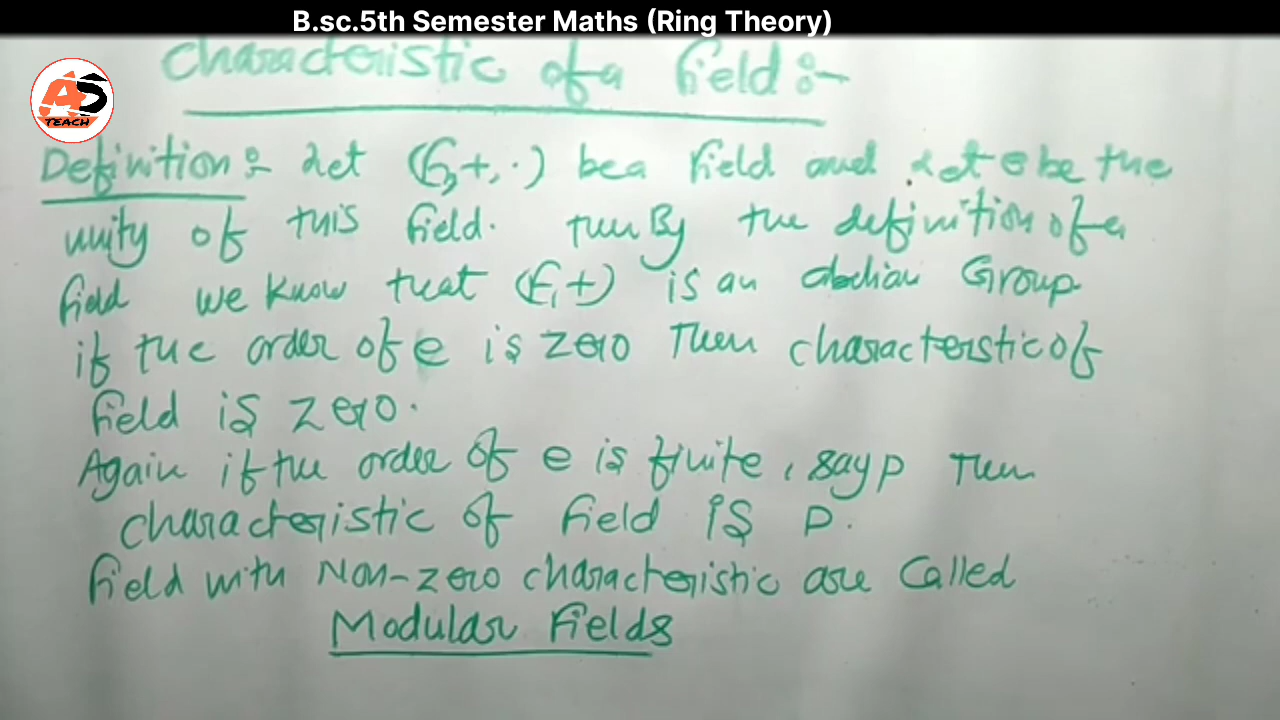 B.sc.5th Semester Maths (Ring Theory)
Characteristic of a field :-
AS
TEACH
Definition :- Let (F,+,·) be a field and Let e be the
unity of this field. Then By the definition of a
field we know that (F,+) is an abelian Group
if the order of e is zero Then characterstic of
field is zero.
Again if the order of e is finite, say p Then
characteristic of field is p.
field with Non-zero characteristic are Called
Modular fields